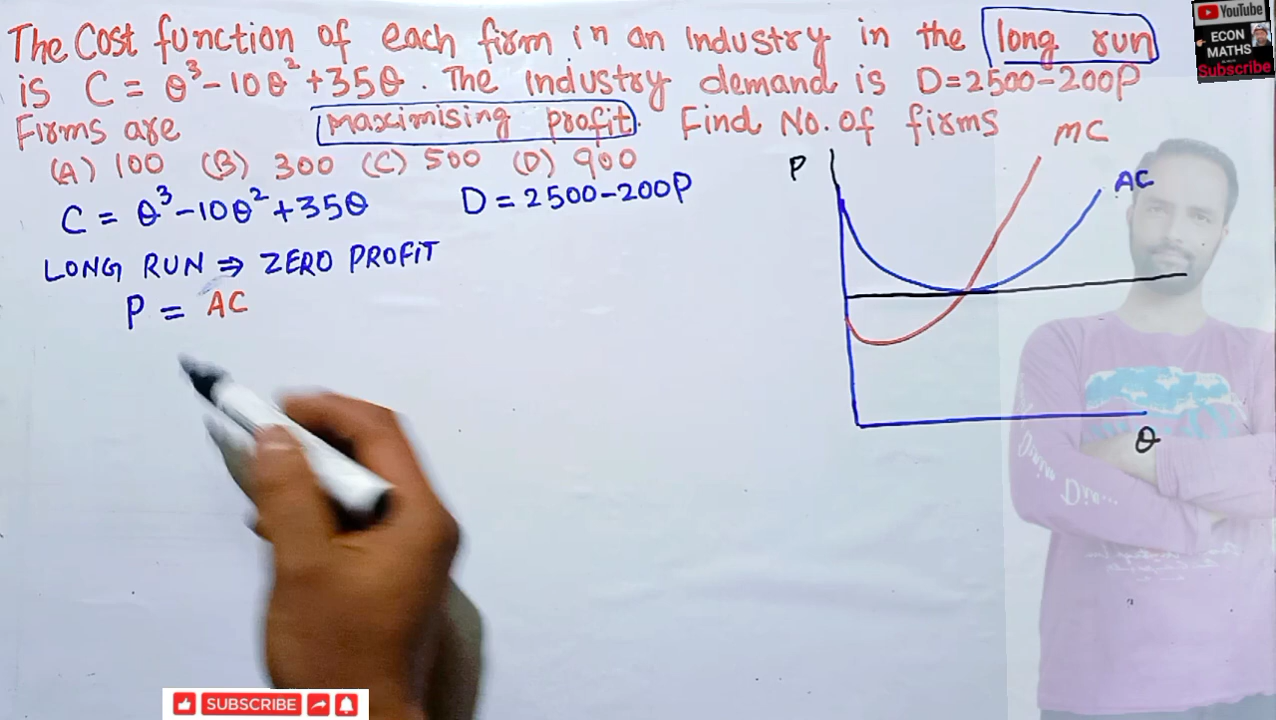 The Cost function of each firm in an industry in the long run
is C = θ³-10θ²+35θ. The industry demand is D=2500-200P
Firms are maximising profit. Find No. of firms
(A) 100 (B) 300 (C) 500 (D) 900
C = θ³-10θ²+35θ D = 2500-200P
LONG RUN ⇒ ZERO PROFIT
P = AC
P
MC
AC
θ
YouTube
ECON
MATHS
Subscribe
SUBSCRIBE